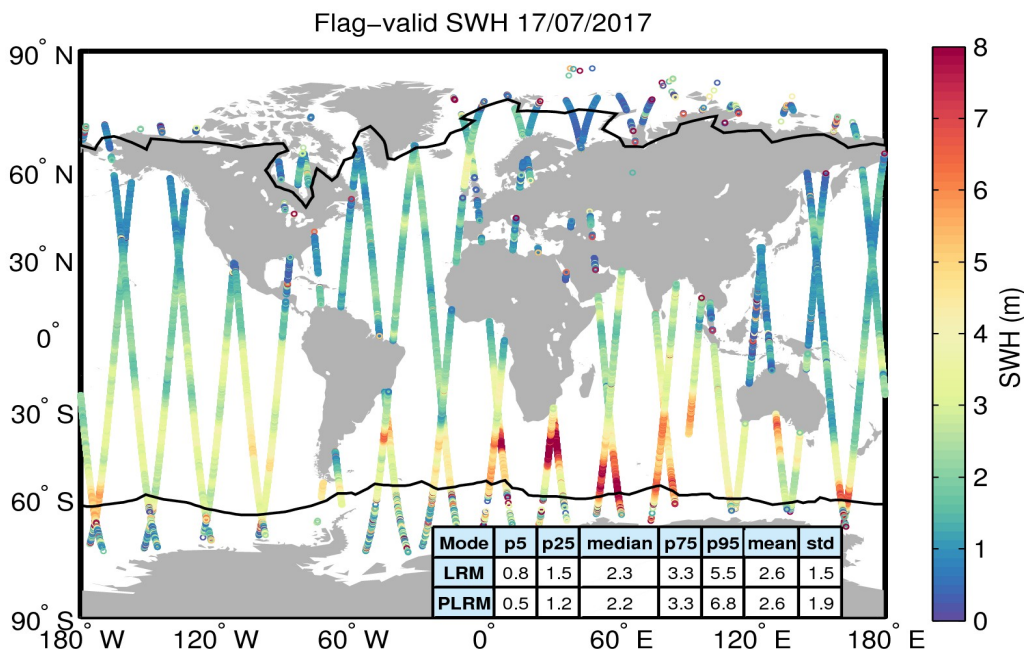 Flag−valid SWH 17/07/2017
90° N
60° N
30° N
0°
30° S
60° S
90° S
180° W
120° W
60° W
0°
60° E
120° E
180° E
8
7
6
5
4
3
2
1
0
SWH (m)
Mode p5 p25 median p75 p95 mean std
LRM 0.8 1.5 2.3 3.3 5.5 2.6 1.5
PLRM 0.5 1.2 2.2 3.3 6.8 2.6 1.9